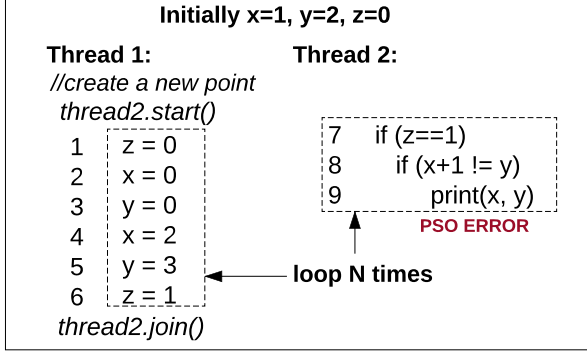 Initially x=1, y=2, z=0
Thread 1:
//create a new point
thread2.start()
1 z = 0
2 x = 0
3 y = 0
4 x = 2
5 y = 3
6 z = 1
thread2.join()
Thread 2:
7 if (z==1)
8 if (x+1 != y)
9 print(x, y)
PSO ERROR
loop N times